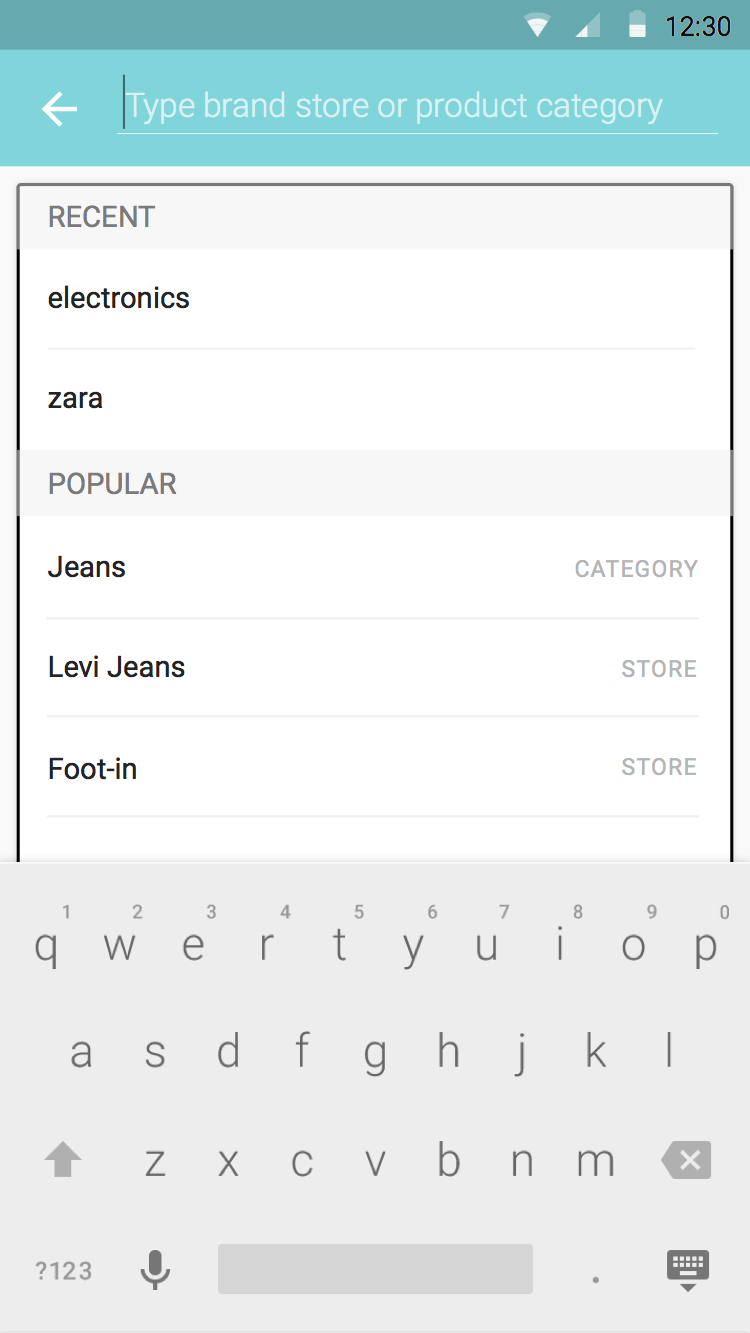 12:30
Type brand store or product category
RECENT
electronics
zara
POPULAR
Jeans CATEGORY
Levi Jeans STORE
Foot-in STORE
1 2 3 4 5 6 7 8 9 0
q w e r t y u i o p
a s d f g h j k l
z x c v b n m
?123 .